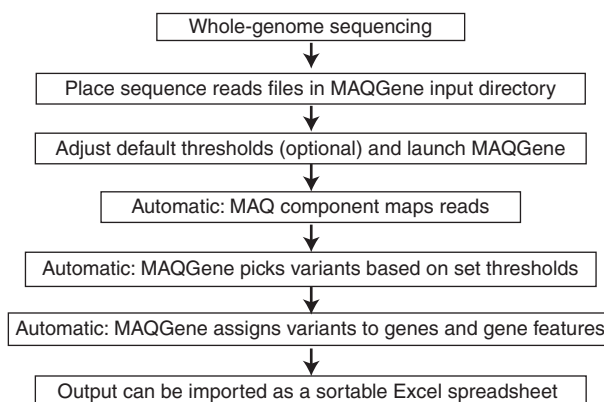 Whole-genome sequencing
Place sequence reads files in MAQGene input directory
Adjust default thresholds (optional) and launch MAQGene
Automatic: MAQ component maps reads
Automatic: MAQGene picks variants based on set thresholds
Automatic: MAQGene assigns variants to genes and gene features
Output can be imported as a sortable Excel spreadsheet